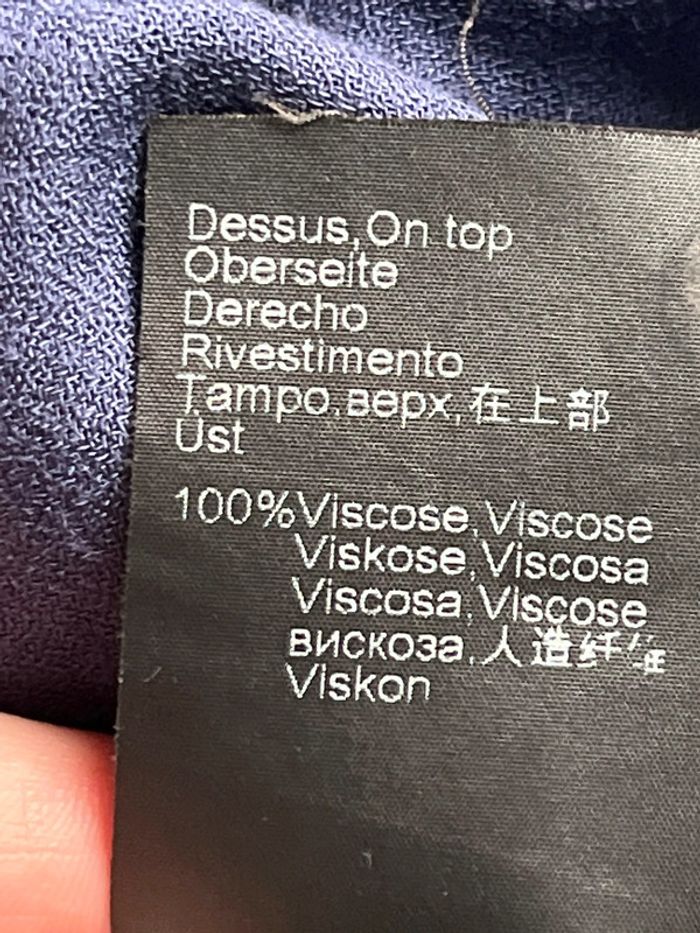 Dessus,On top
Oberseite
Derecho
Rivestimento
Tampo,верх,在上部
Üst
100%Viscose,Viscose
Viskose,Viscosa
Viscosa,Viscose
вискоза,人造纤维
Viskon